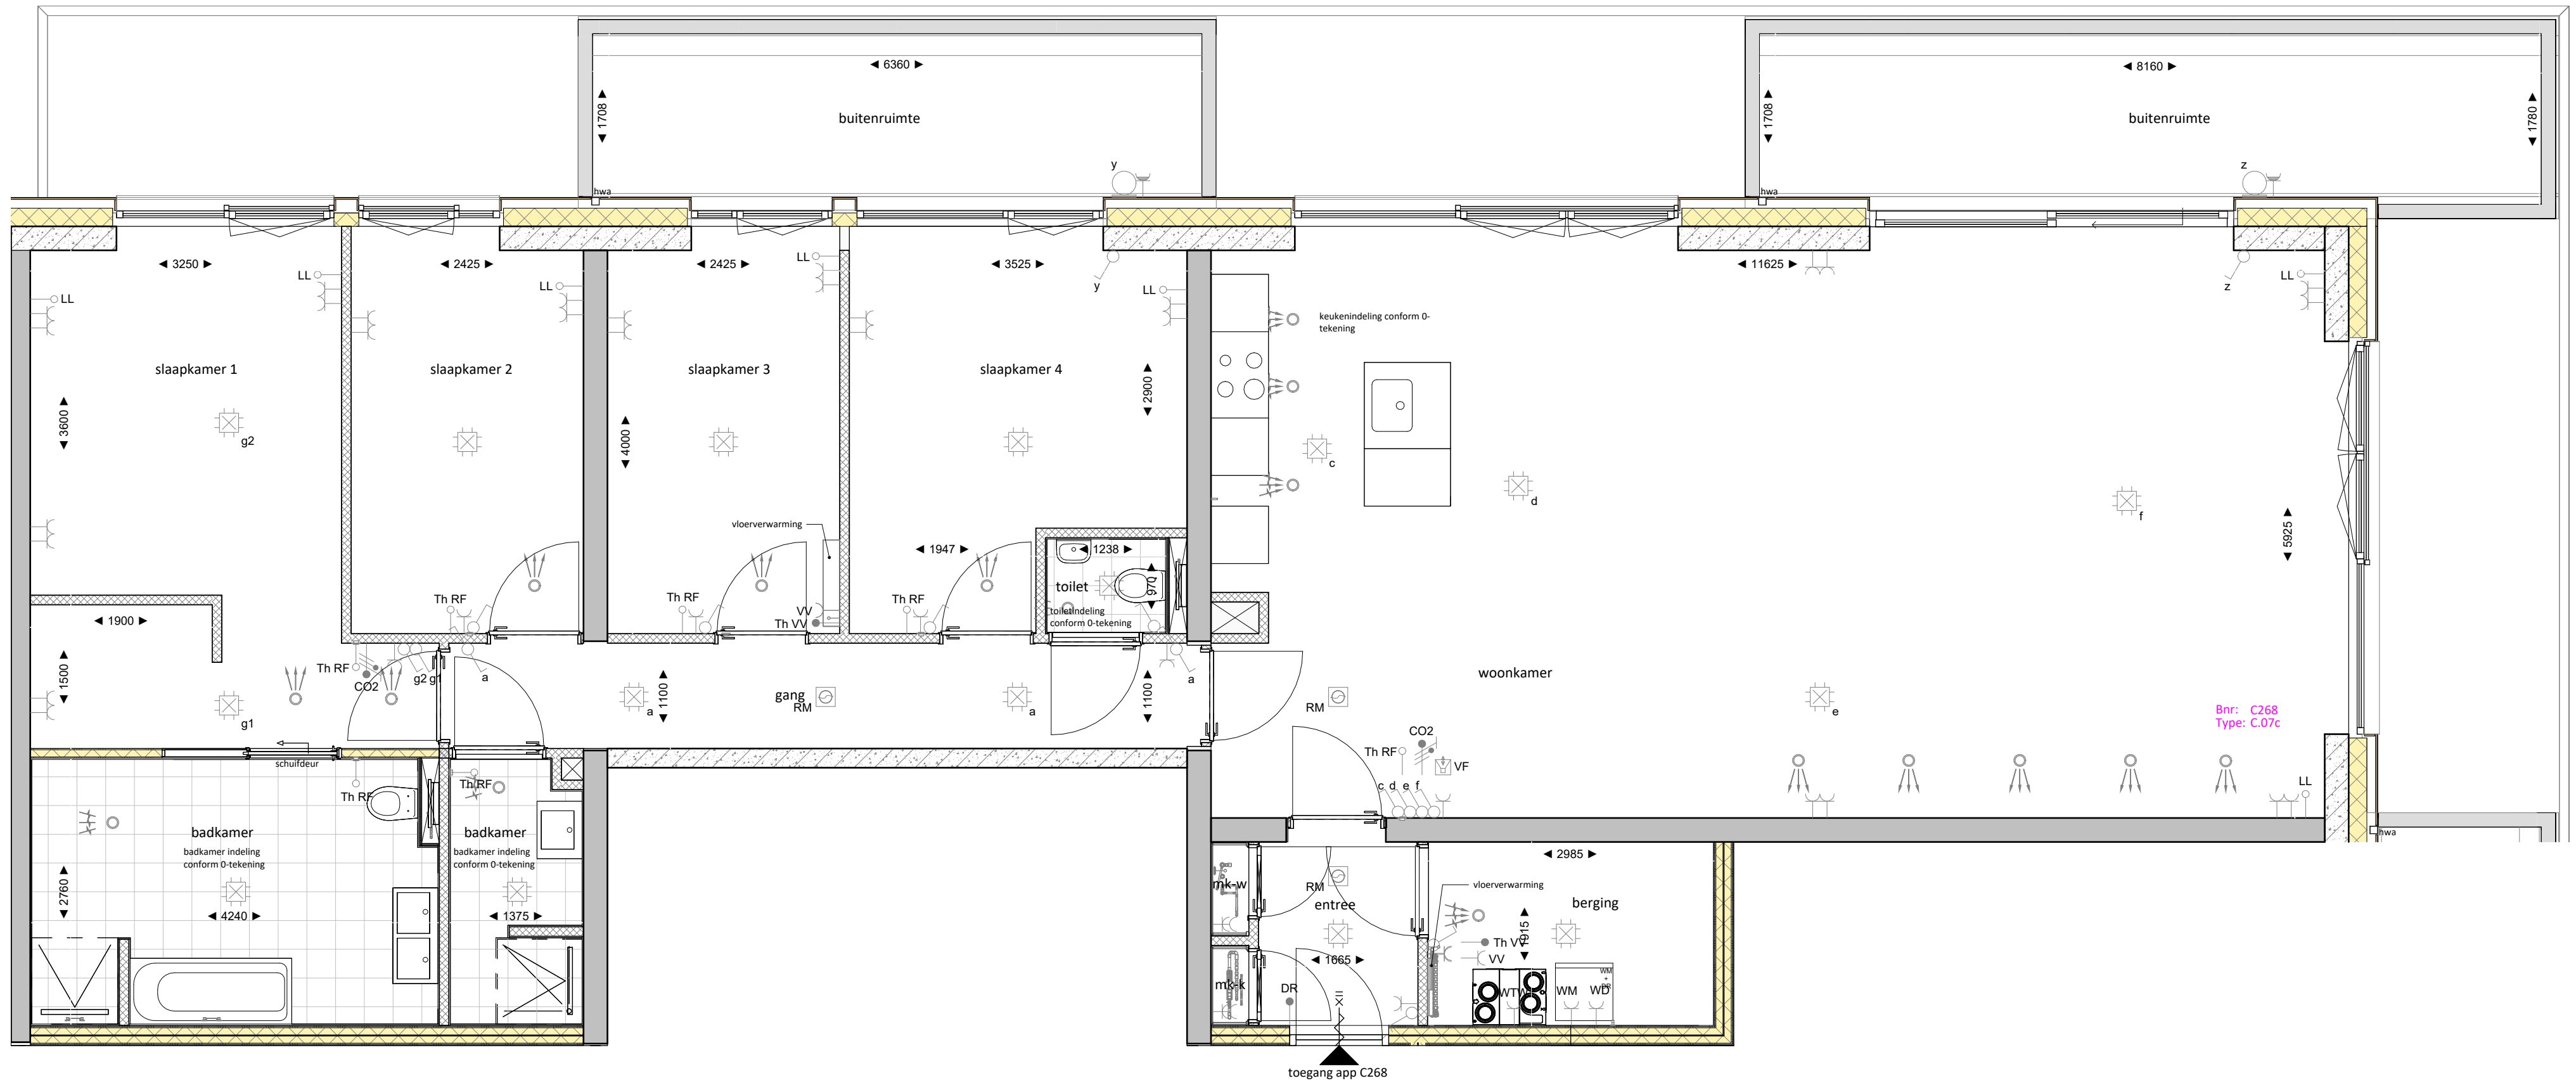 ◄ 6360 ►
◄ 8160 ►
◄ 1708 ►
buitenruimte
◄ 1708 ►
buitenruimte
◄ 1780 ►
y
z
hwa
hwa
◄ 3250 ►
◄ 2425 ►
◄ 2425 ►
◄ 3525 ►
◄ 11625 ►
LL
LL
LL
LL
LL
LL
y
z
keukenindeling conform 0-
tekening
slaapkamer 1
slaapkamer 2
slaapkamer 3
slaapkamer 4
◄ 3600 ►
◄ 4000 ►
◄ 2900 ►
g2
c
d
f
◄ 5925 ►
vloerverwarming
◄ 1947 ►
◄ 1238 ►
toilet
970
toiletindeling
conform 0-tekening
Th RF
Th RF
VV
Th VV
Th RF
◄ 1900 ►
◄ 1500 ►
Th RF
CO2
g2 g1
a
g1
a
◄ 1100 ►
gang
RM
a
◄ 1100 ►
a
RM
woonkamer
e
Bnr: C268
Type: C.07c
CO2
Th RF
VF
c d e f
LL
schuifdeur
Th RF
Th RF
badkamer
badkamer indeling
conform 0-tekening
badkamer
badkamer indeling
conform 0-tekening
◄ 2760 ►
◄ 4240 ►
◄ 1375 ►
hwa
mk-w
RM
entree
◄ 2985 ►
vloerverwarming
berging
◄ 1915 ►
Th VV
VV
◄ 1665 ►
mk-k
DR
WTW
WM
WD
WM
+
toegang app C268